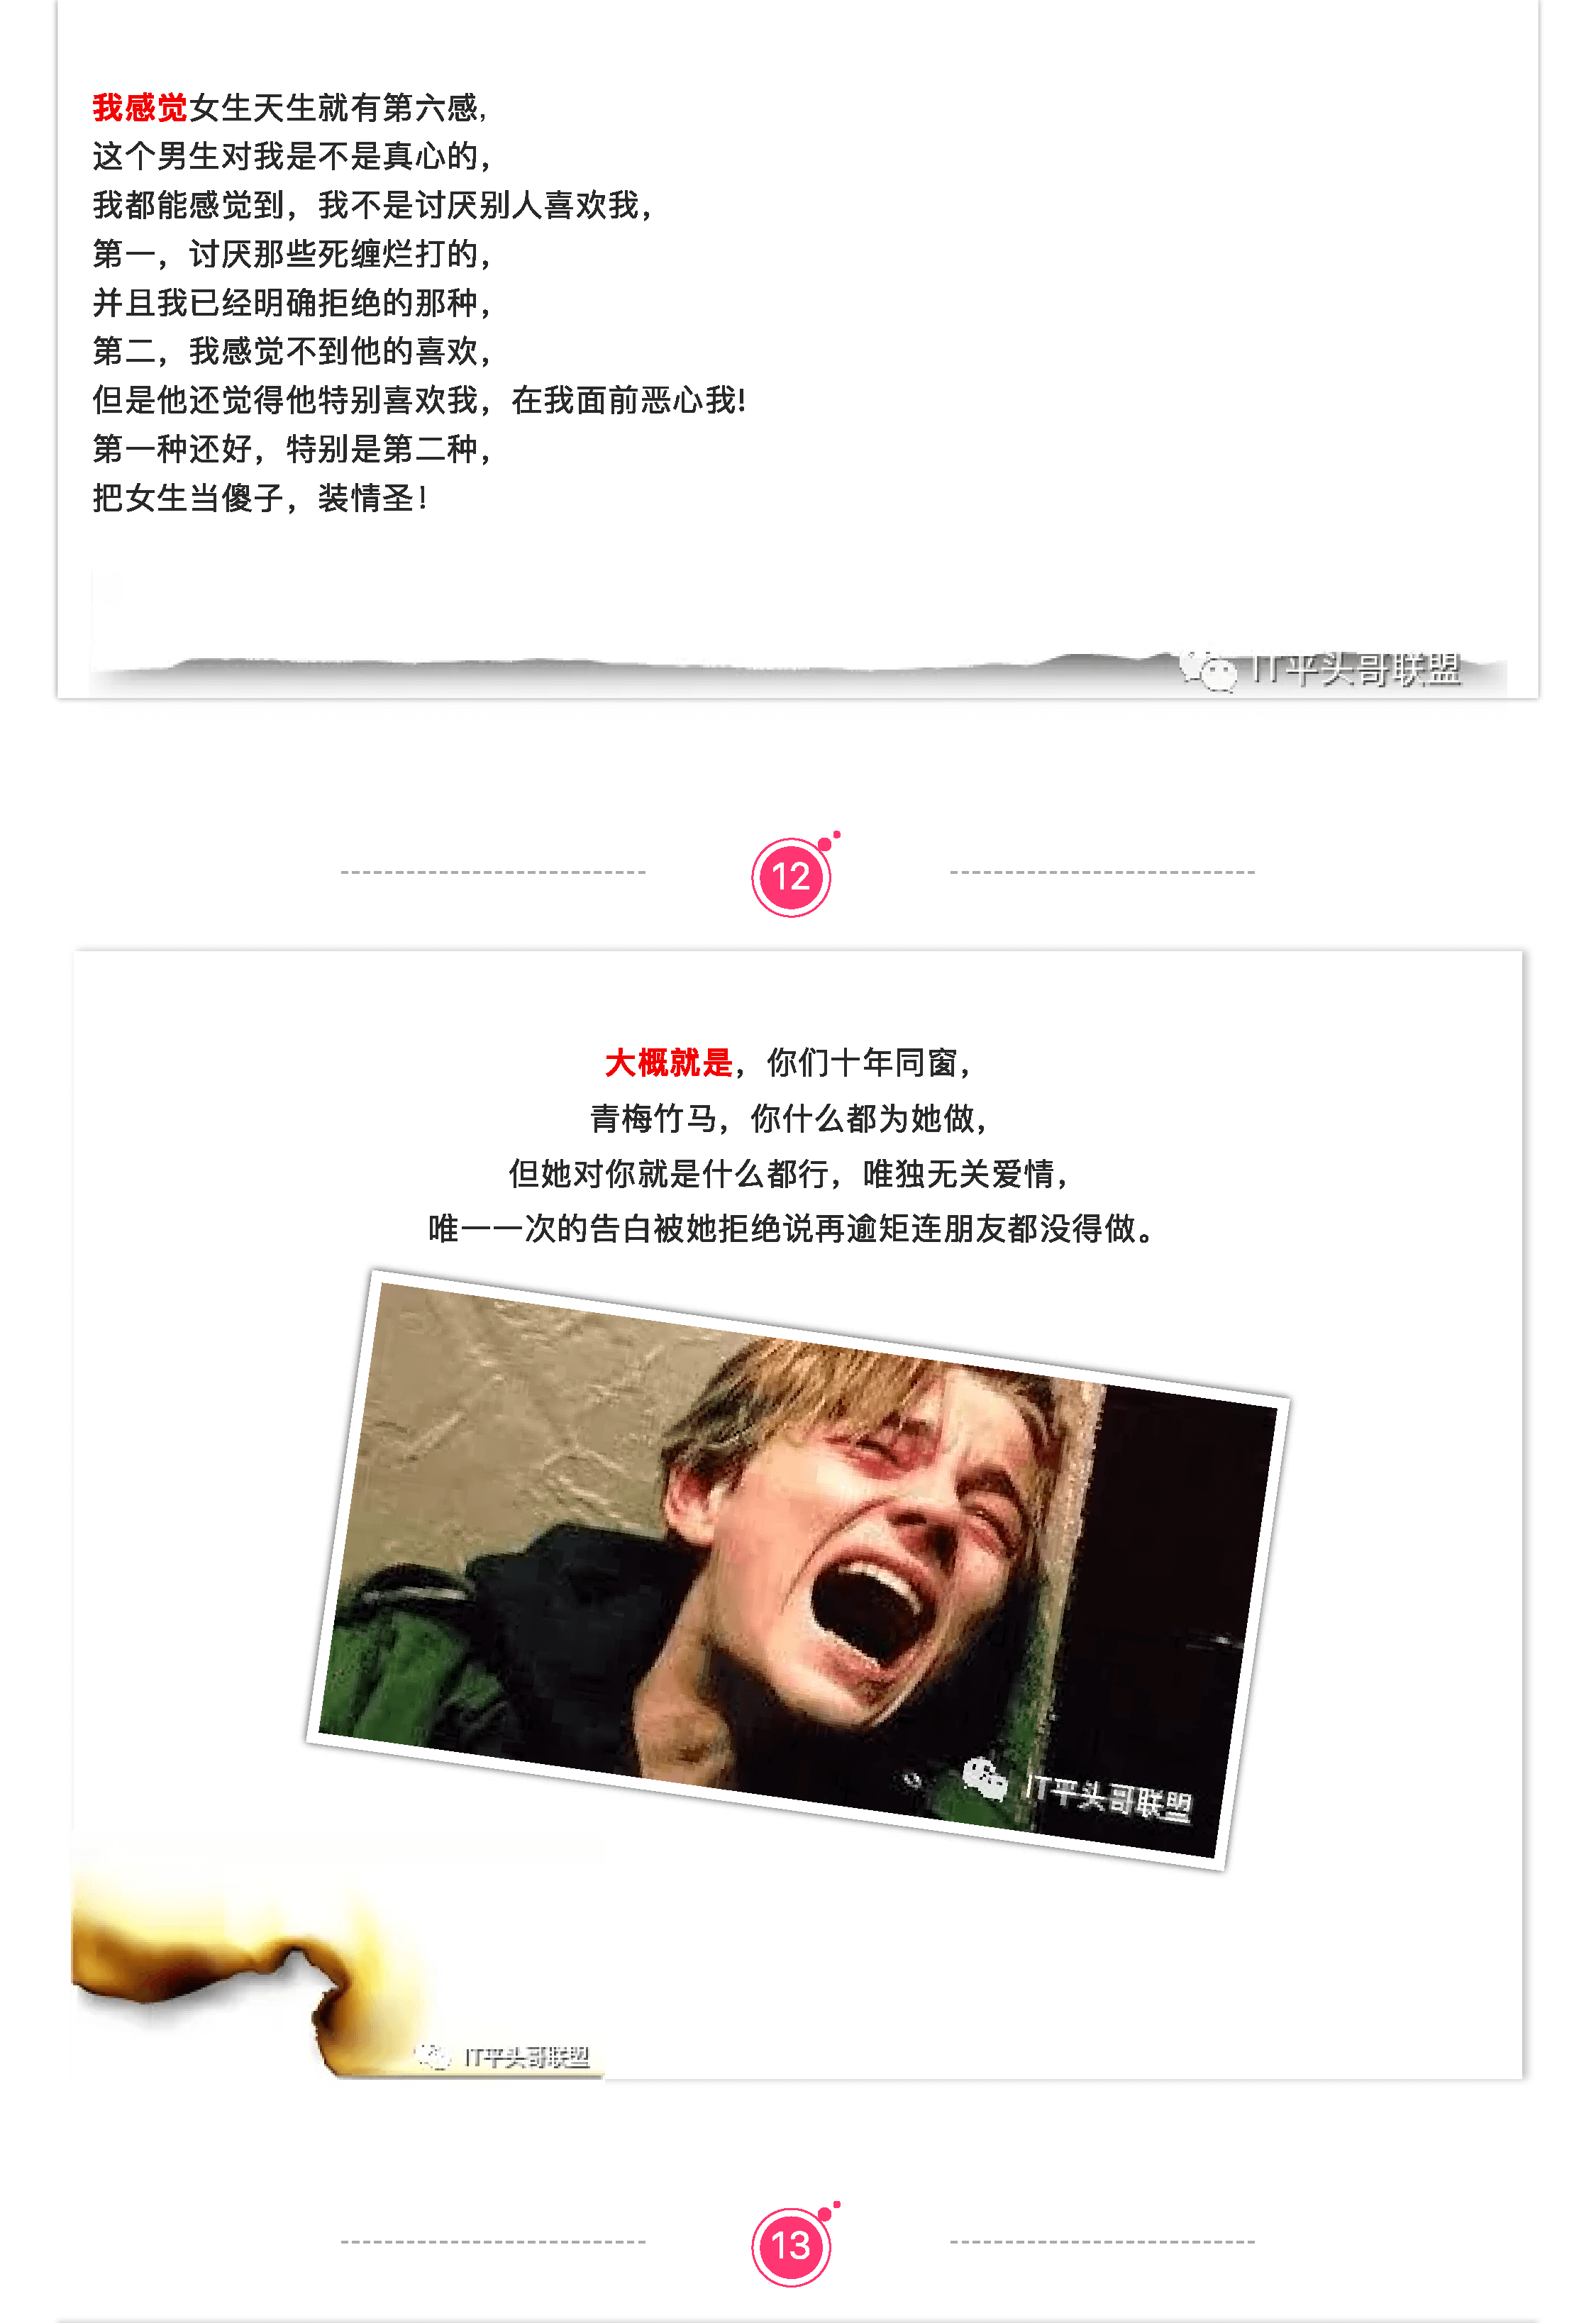 我感觉女生天生就有第六感,
这个男生对我是不是真心的，
我都能感觉到，我不是讨厌别人喜欢我，
第一，讨厌那些死缠烂打的，
并且我已经明确拒绝的那种，
第二，我感觉不到他的喜欢，
但是他还觉得他特别喜欢我，在我面前恶心我!
第一种还好，特别是第二种，
把女生当傻子，装情圣！
IT平头哥联盟
12
大概就是，你们十年同窗，
青梅竹马，你什么都为她做，
但她对你就是什么都行，唯独无关爱情，
唯一一次的告白被她拒绝说再逾矩连朋友都没得做。
IT平头哥联盟
IT平头哥联盟
13